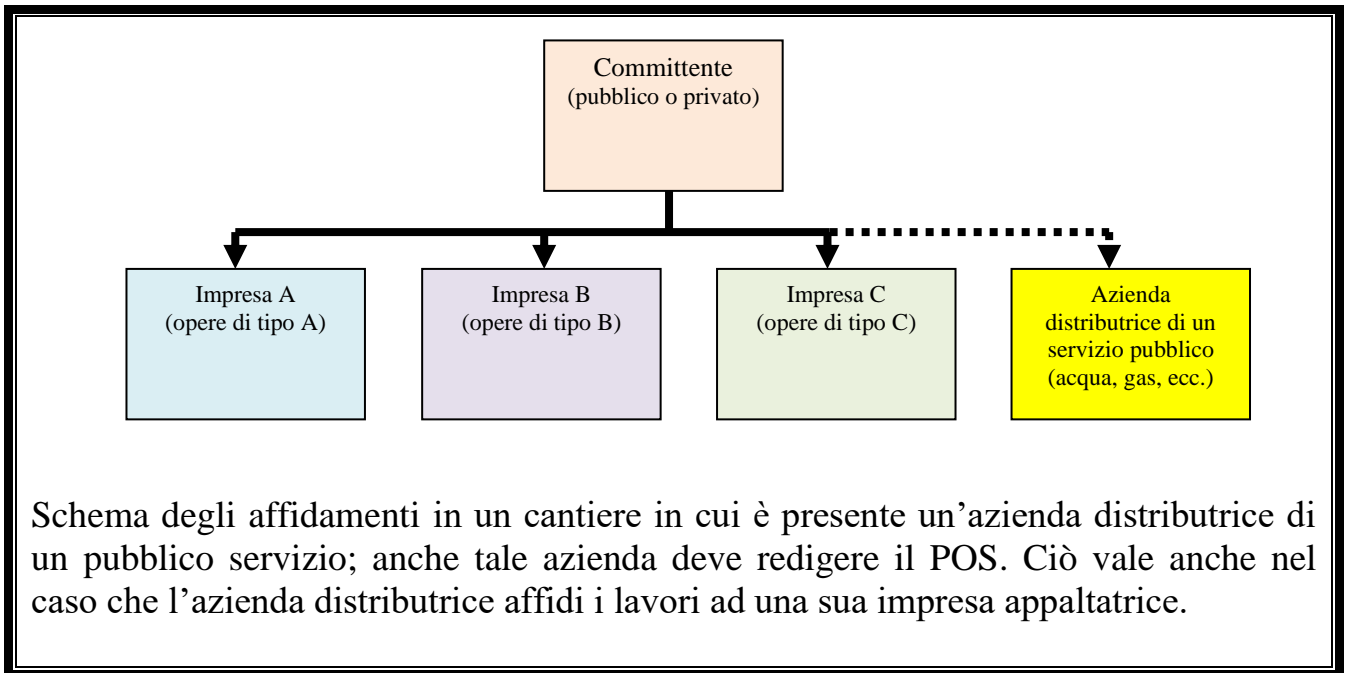 Committente
(pubblico o privato)
Impresa A
(opere di tipo A)
Impresa B
(opere di tipo B)
Impresa C
(opere di tipo C)
Azienda
distributrice di un
servizio pubblico
(acqua, gas, ecc.)
Schema degli affidamenti in un cantiere in cui è presente un’azienda distributrice di
un pubblico servizio; anche tale azienda deve redigere il POS. Ciò vale anche nel
caso che l’azienda distributrice affidi i lavori ad una sua impresa appaltatrice.